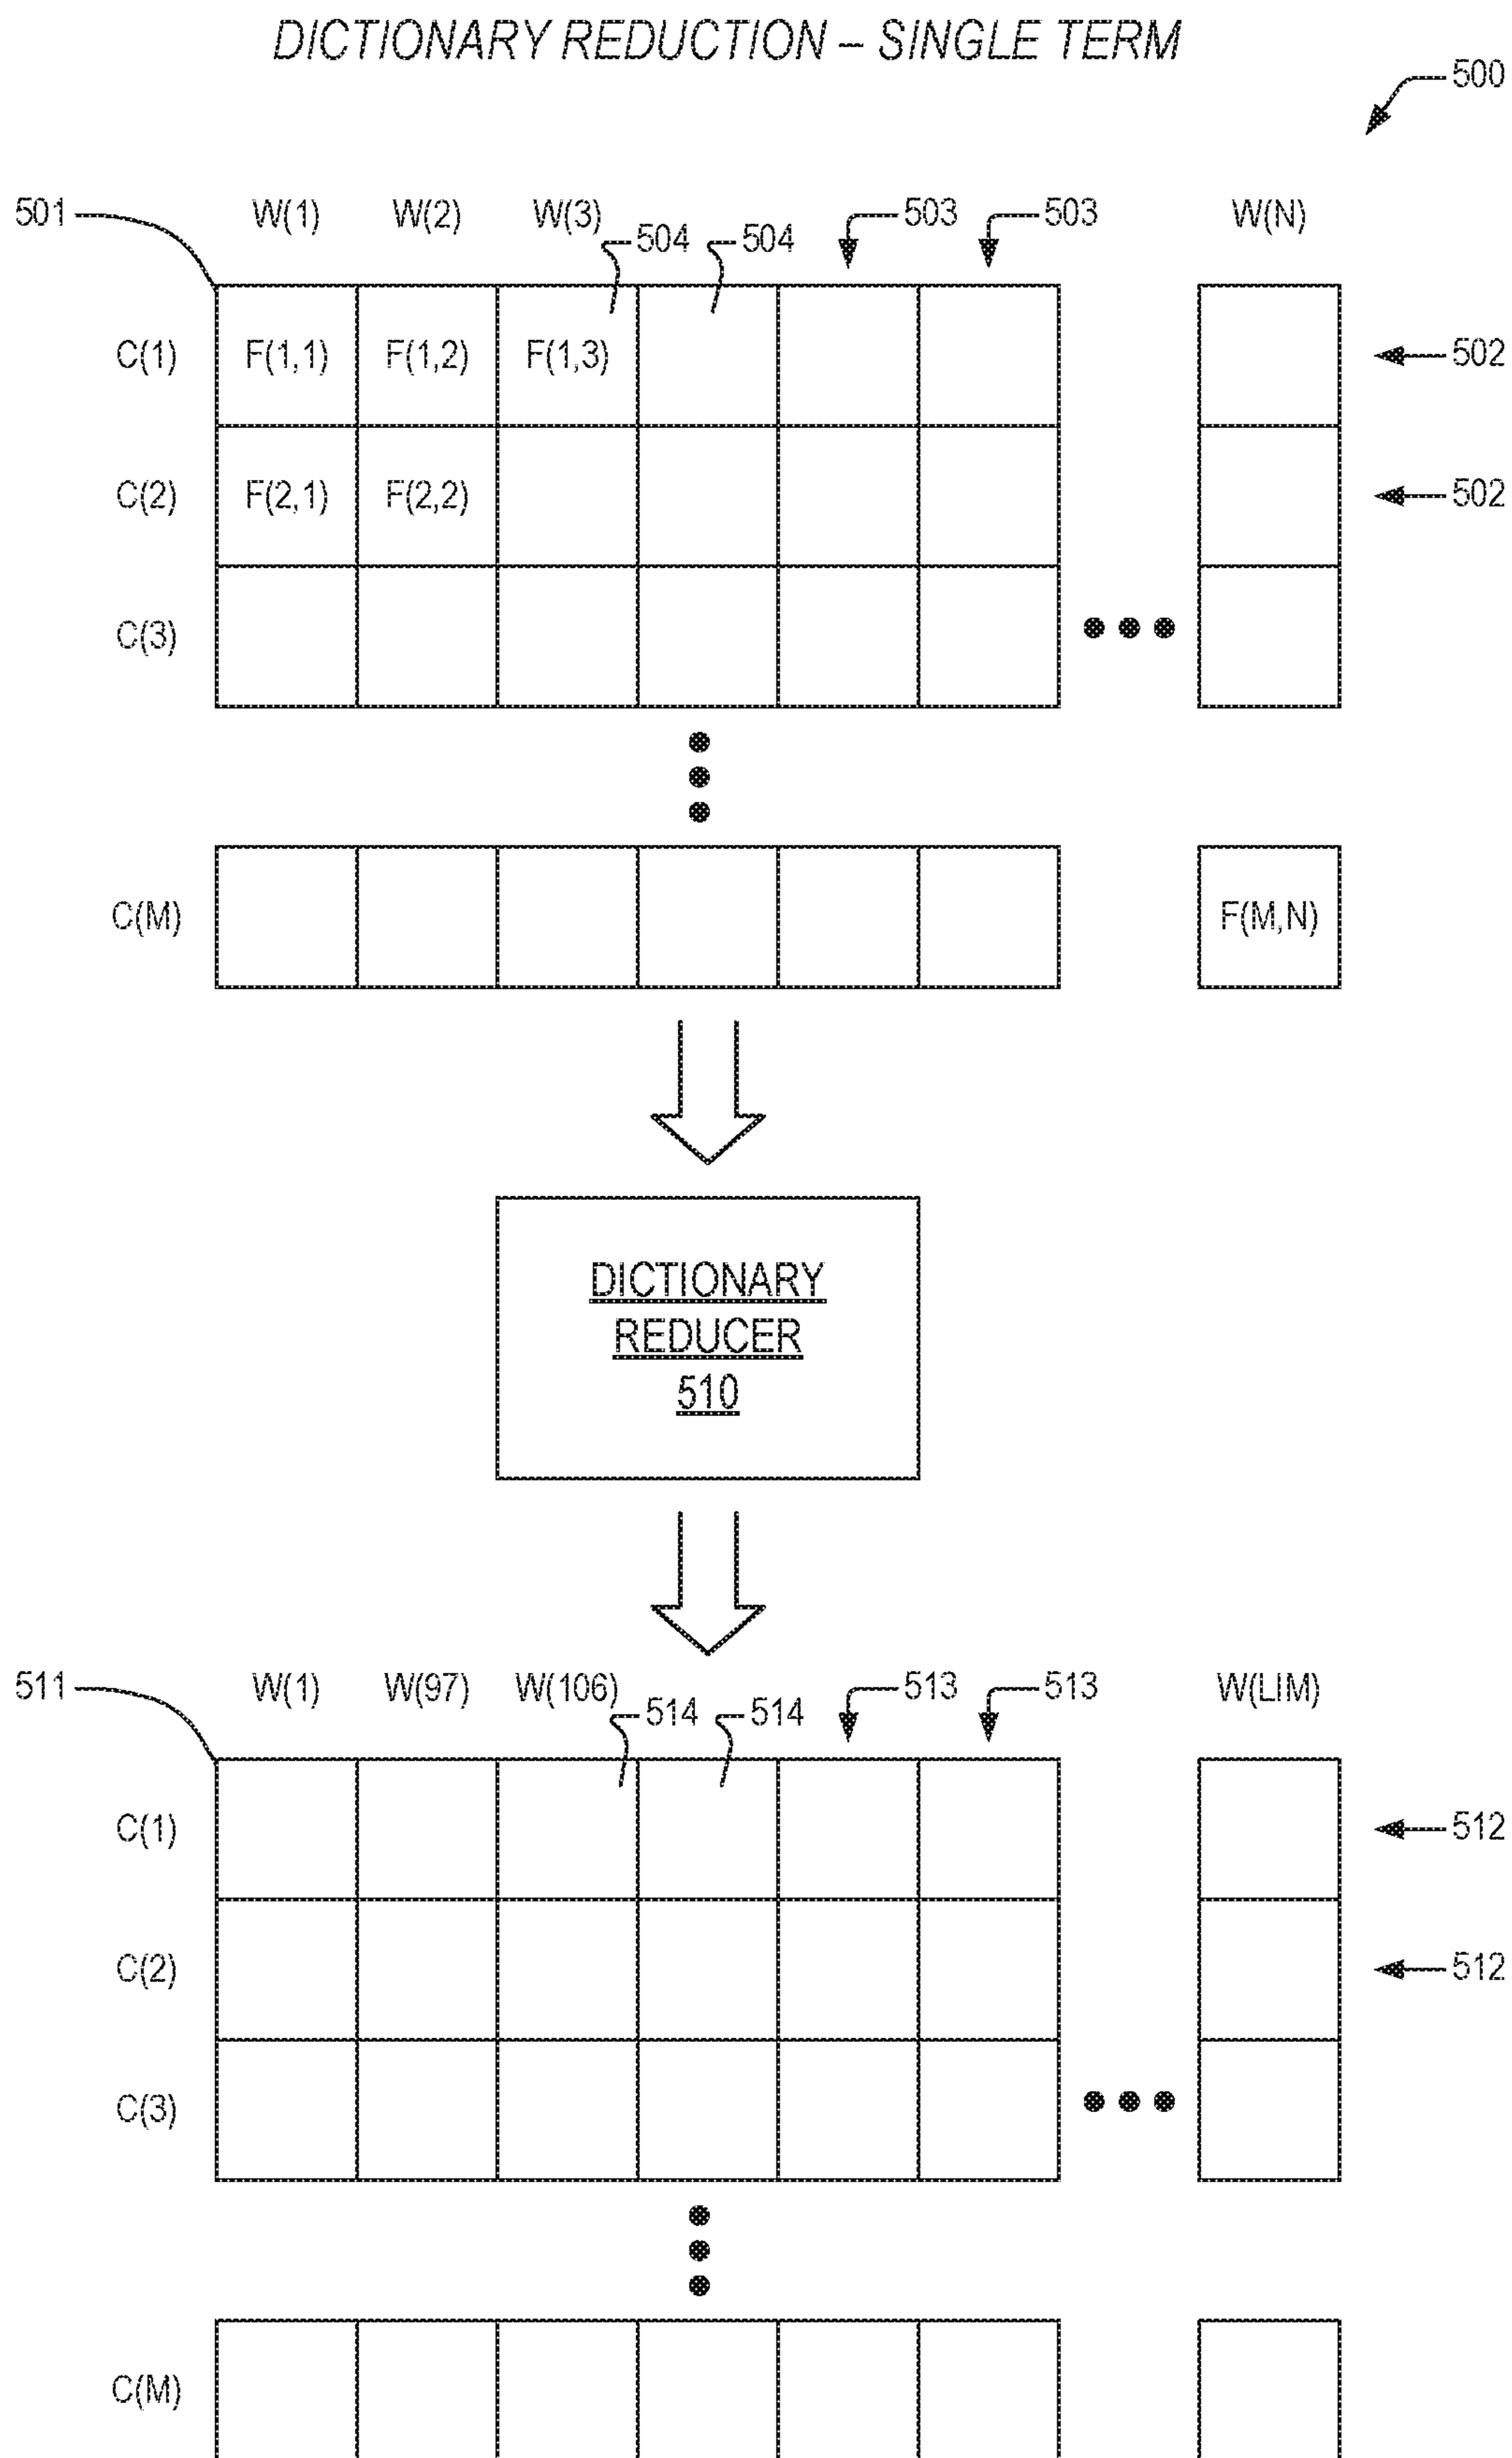 DICTIONARY REDUCTION – SINGLE TERM
500
501 W(1) W(2) W(3) 503 503 W(N)
504 504
C(1) F(1,1) F(1,2) F(1,3) 502
C(2) F(2,1) F(2,2) 502
C(3)
C(M) F(M,N)
DICTIONARY
REDUCER
510
511 W(1) W(97) W(106) 513 513 W(LIM)
514 514
C(1) 512
C(2) 512
C(3)
C(M)